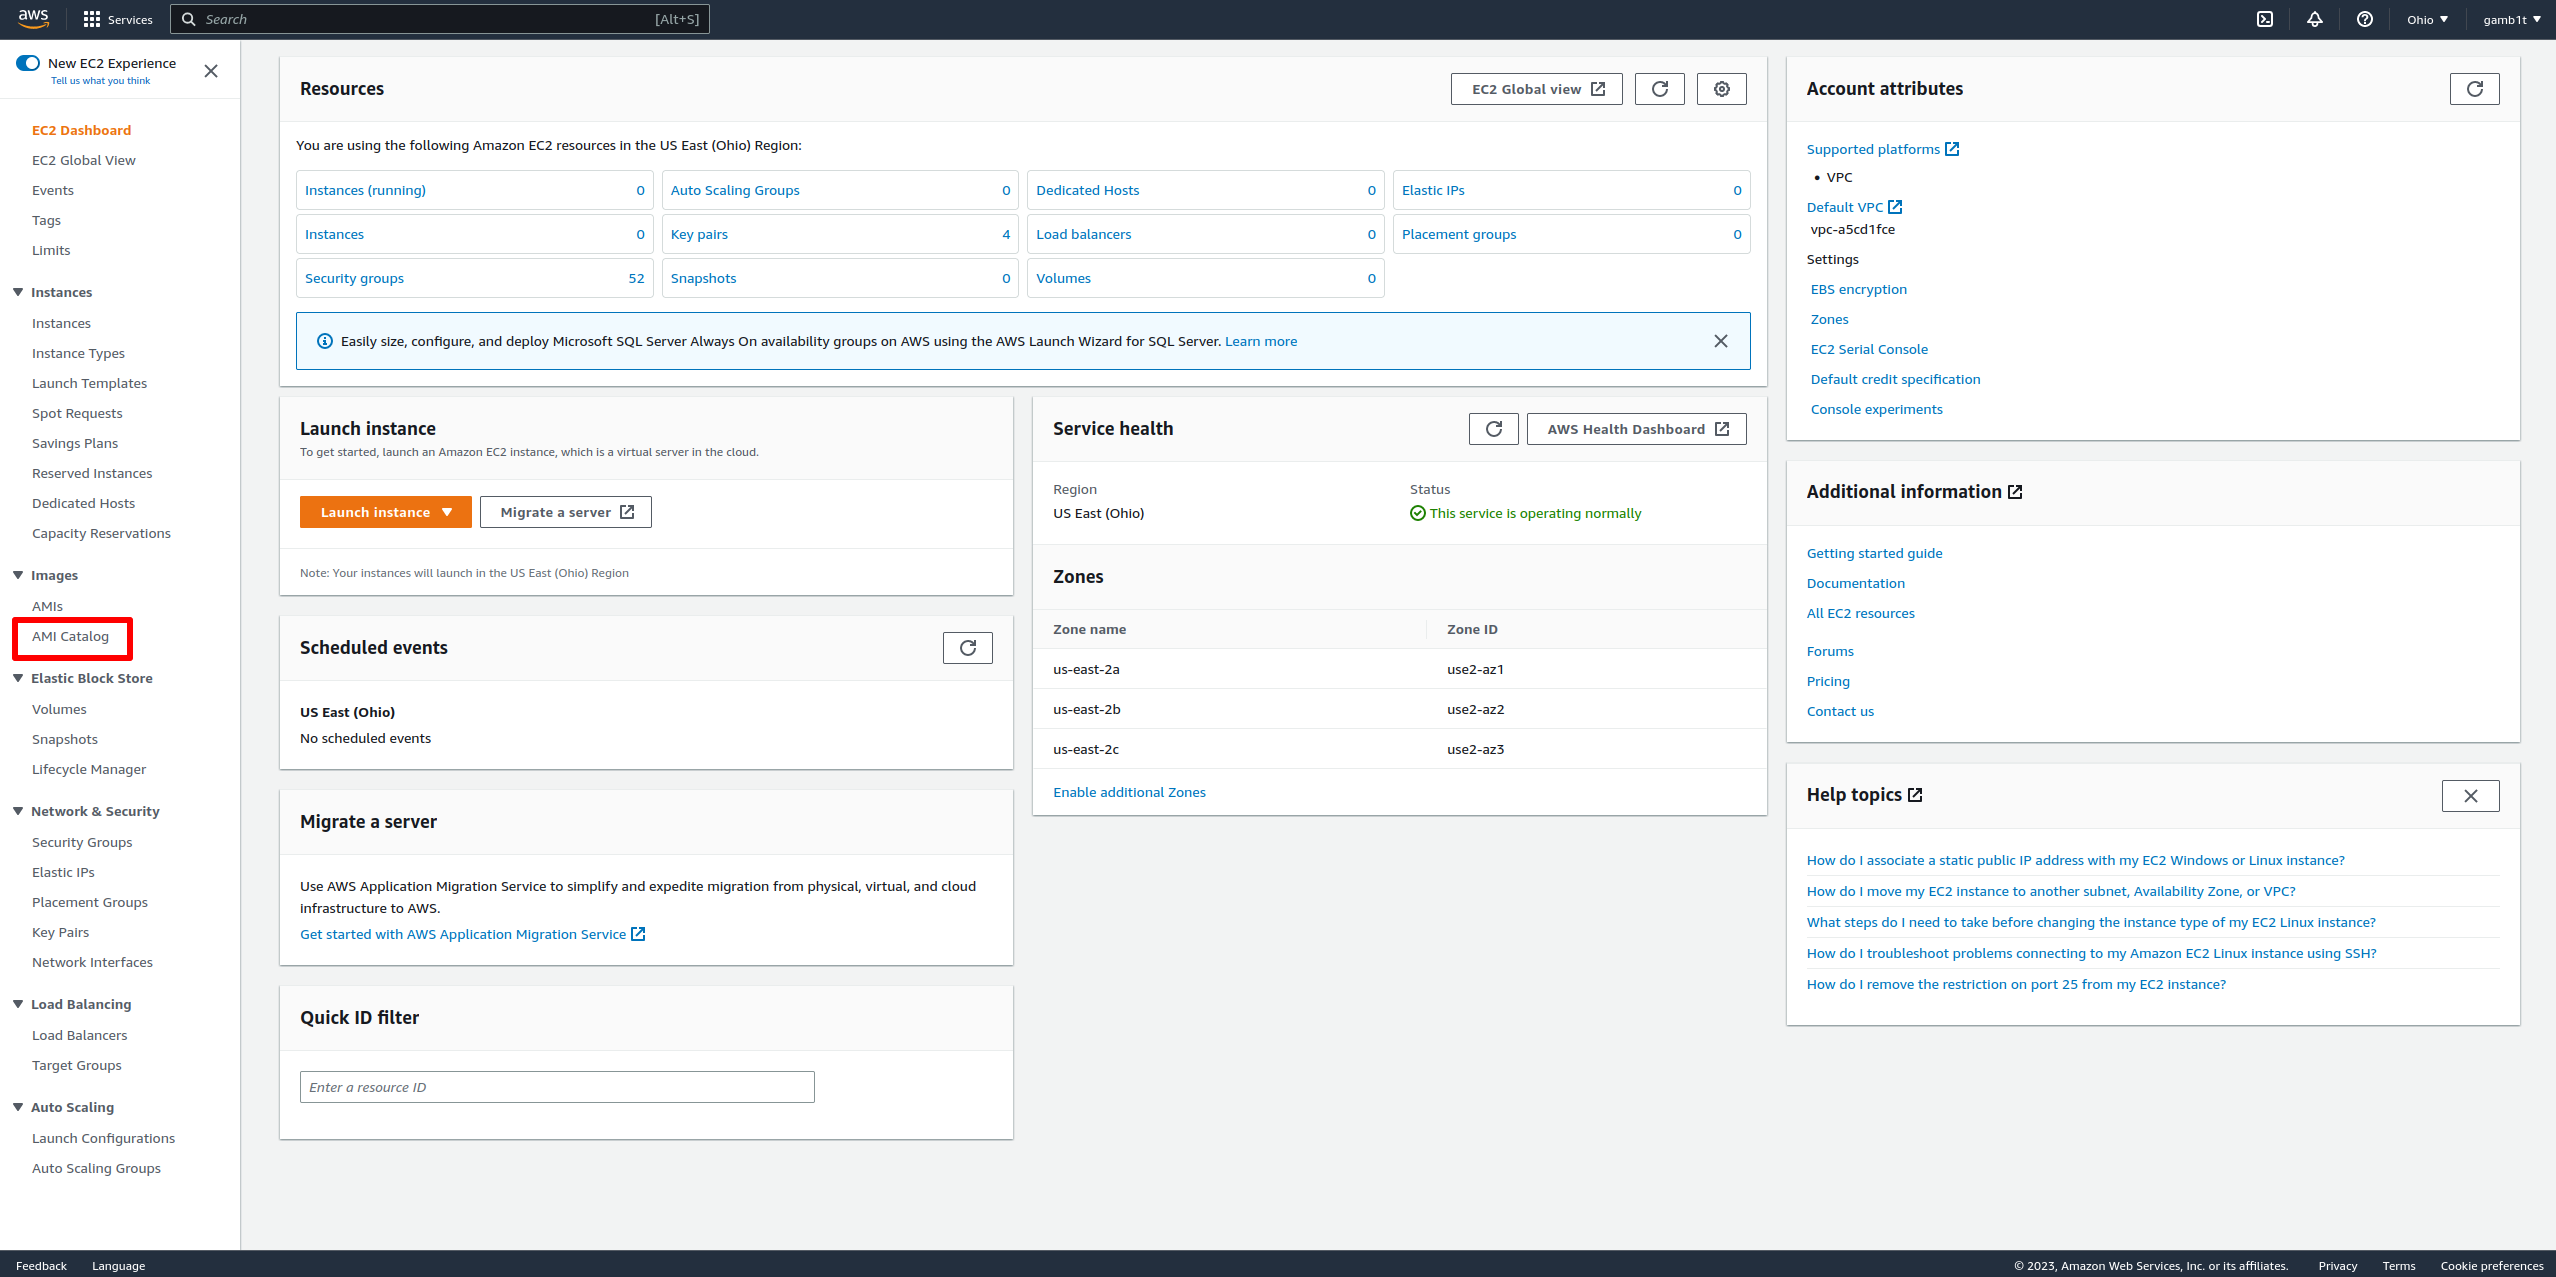 aws
Services
Search
[Alt+S]
Ohio
gamb1t
New EC2 Experience
Tell us what you think
EC2 Dashboard
EC2 Global View
Events
Tags
Limits
Instances
Instances
Instance Types
Launch Templates
Spot Requests
Savings Plans
Reserved Instances
Dedicated Hosts
Capacity Reservations
Images
AMIs
AMI Catalog
Elastic Block Store
Volumes
Snapshots
Lifecycle Manager
Network & Security
Security Groups
Elastic IPs
Placement Groups
Key Pairs
Network Interfaces
Load Balancing
Load Balancers
Target Groups
Auto Scaling
Launch Configurations
Auto Scaling Groups
Resources
EC2 Global view
You are using the following Amazon EC2 resources in the US East (Ohio) Region:
Instances (running) 0
Auto Scaling Groups 0
Dedicated Hosts 0
Elastic IPs 0
Instances 0
Key pairs 4
Load balancers 0
Placement groups 0
Security groups 52
Snapshots 0
Volumes 0
Easily size, configure, and deploy Microsoft SQL Server Always On availability groups on AWS using the AWS Launch Wizard for SQL Server. Learn more
Launch instance
To get started, launch an Amazon EC2 instance, which is a virtual server in the cloud.
Launch instance
Migrate a server
Note: Your instances will launch in the US East (Ohio) Region
Scheduled events
US East (Ohio)
No scheduled events
Migrate a server
Use AWS Application Migration Service to simplify and expedite migration from physical, virtual, and cloud
infrastructure to AWS.
Get started with AWS Application Migration Service
Quick ID filter
Enter a resource ID
Service health
AWS Health Dashboard
Region
Status
US East (Ohio)
This service is operating normally
Zones
Zone name
Zone ID
us-east-2a
use2-az1
us-east-2b
use2-az2
us-east-2c
use2-az3
Enable additional Zones
Account attributes
Supported platforms
• VPC
Default VPC
vpc-a5cd1fce
Settings
EBS encryption
Zones
EC2 Serial Console
Default credit specification
Console experiments
Additional information
Getting started guide
Documentation
All EC2 resources
Forums
Pricing
Contact us
Help topics
How do I associate a static public IP address with my EC2 Windows or Linux instance?
How do I move my EC2 instance to another subnet, Availability Zone, or VPC?
What steps do I need to take before changing the instance type of my EC2 Linux instance?
How do I troubleshoot problems connecting to my Amazon EC2 Linux instance using SSH?
How do I remove the restriction on port 25 from my EC2 instance?
Feedback
Language
© 2023, Amazon Web Services, Inc. or its affiliates.
Privacy
Terms
Cookie preferences